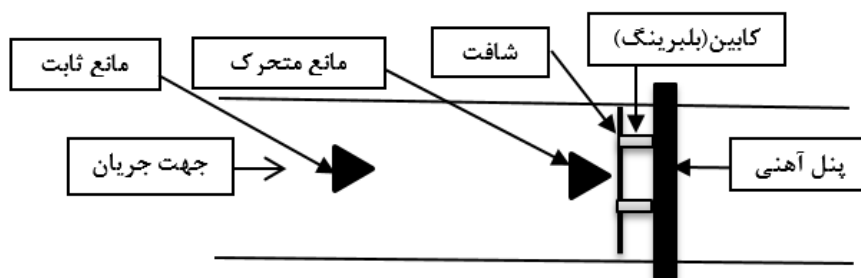 کابین(بلبرینگ)
شافت
مانع متحرک
مانع ثابت
پنل آهنی
جهت جریان